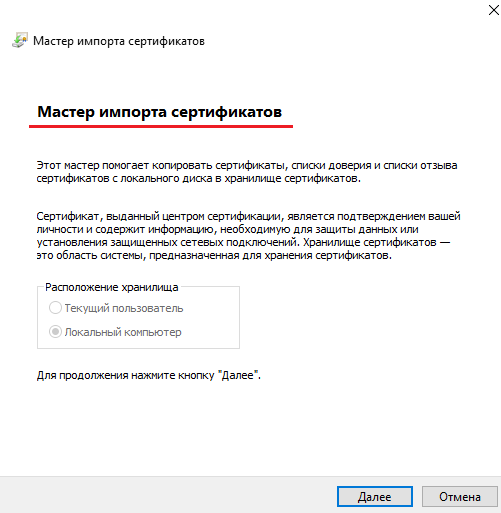 Мастер импорта сертификатов
Мастер импорта сертификатов
Этот мастер помогает копировать сертификаты, списки доверия и списки отзыва
сертификатов с локального диска в хранилище сертификатов.
Сертификат, выданный центром сертификации, является подтверждением вашей
личности и содержит информацию, необходимую для защиты данных или
установления защищенных сетевых подключений. Хранилище сертификатов —
это область системы, предназначенная для хранения сертификатов.
Расположение хранилища
Текущий пользователь
Локальный компьютер
Для продолжения нажмите кнопку "Далее".
Далее
Отмена